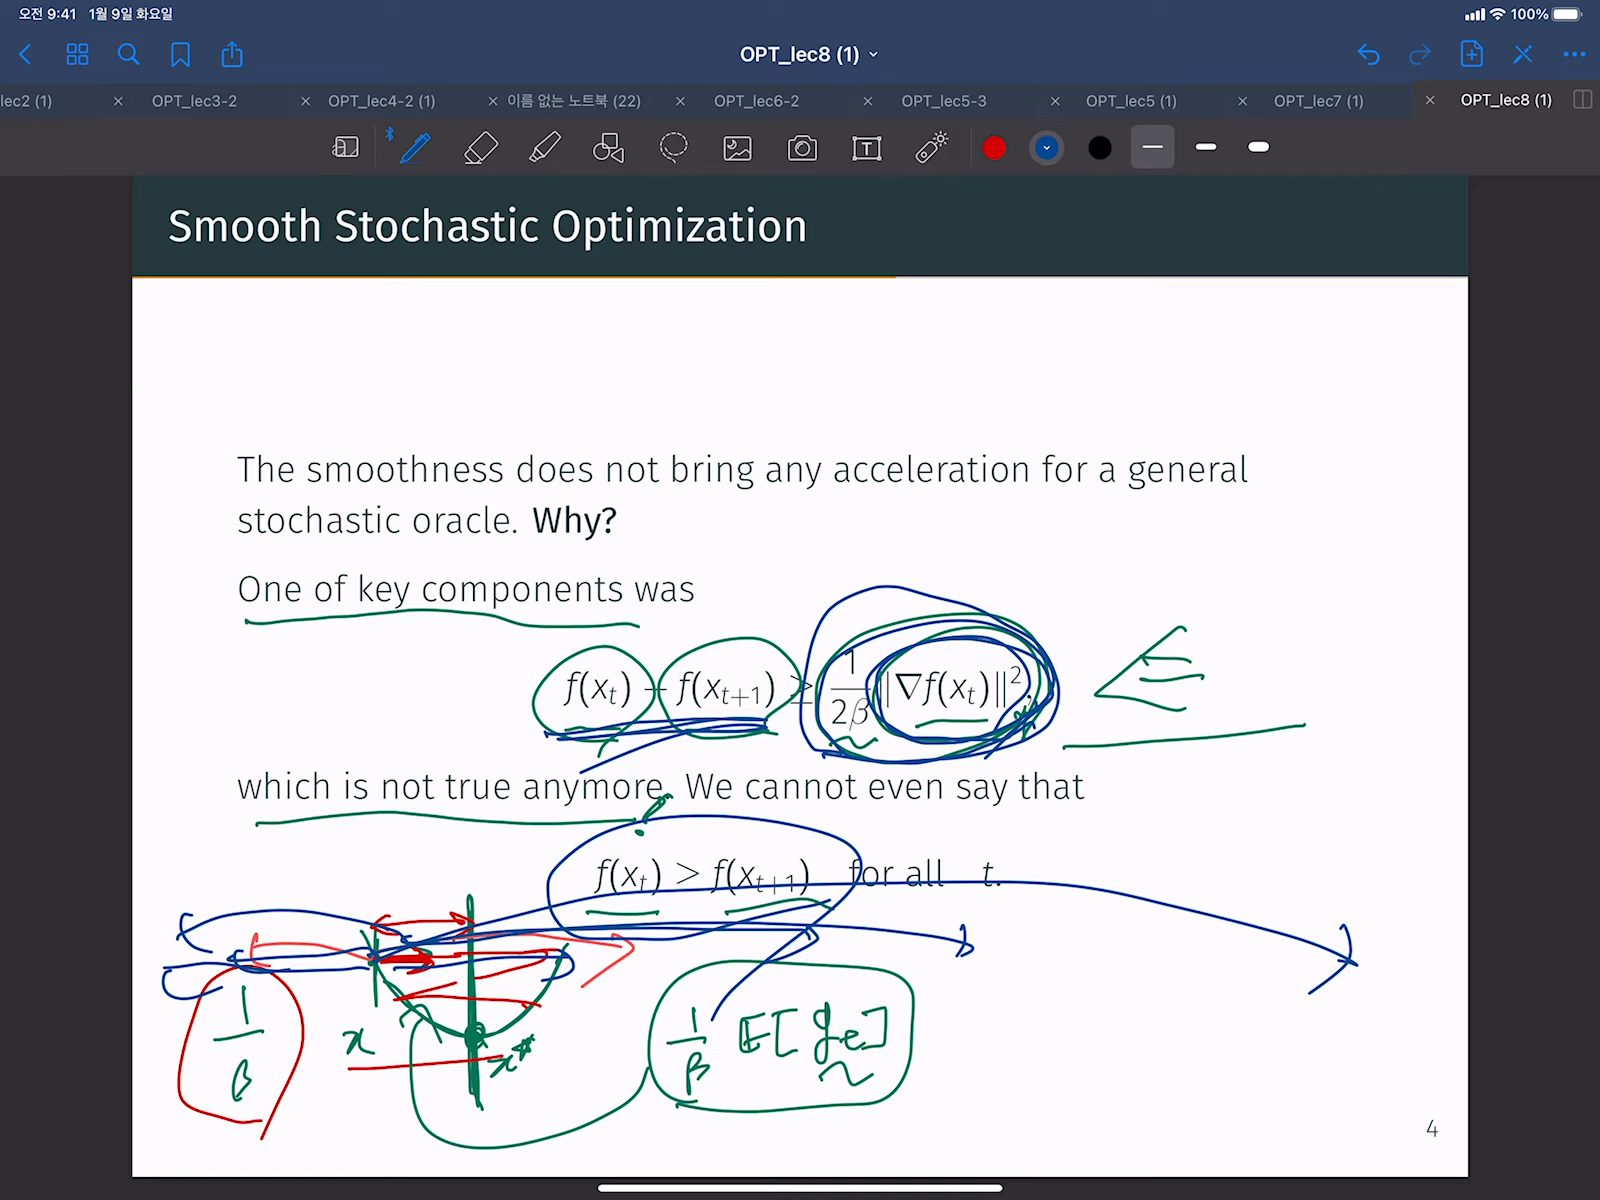 오전 9:41 1월 9일 화요일
100%
OPT_lec8 (1)
lec2 (1) OPT_lec3-2 OPT_lec4-2 (1) 이름 없는 노트북 (22) OPT_lec6-2 OPT_lec5-3 OPT_lec5 (1) OPT_lec7 (1) OPT_lec8 (1)
Smooth Stochastic Optimization
The smoothness does not bring any acceleration for a general
stochastic oracle. Why?
One of key components was
f(x_t) − f(x_{t+1}) ≥ \frac{1}{2β} ‖∇f(x_t)‖²,
which is not true anymore. We cannot even say that
f(x_t) > f(x_{t+1}) for all t.
\frac{1}{β}
x
x*
\frac{1}{β} E[g_t]
4